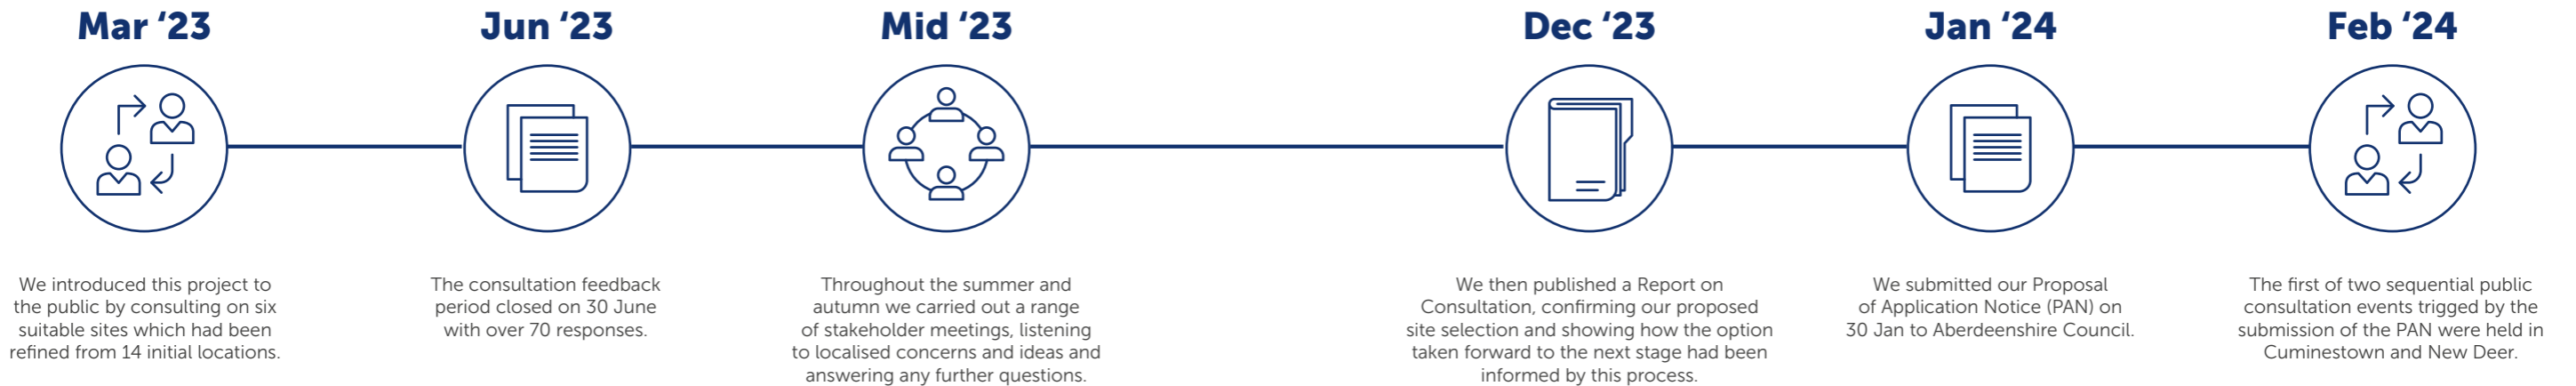 Mar ‘23
We introduced this project to
the public by consulting on six
suitable sites which had been
refined from 14 initial locations.
Jun ‘23
The consultation feedback
period closed on 30 June
with over 70 responses.
Mid ‘23
Throughout the summer and
autumn we carried out a range
of stakeholder meetings, listening
to localised concerns and ideas and
answering any further questions.
Dec ‘23
We then published a Report on
Consultation, confirming our proposed
site selection and showing how the option
taken forward to the next stage had been
informed by this process.
Jan ‘24
We submitted our Proposal
of Application Notice (PAN) on
30 Jan to Aberdeenshire Council.
Feb ‘24
The first of two sequential public
consultation events trigged by the
submission of the PAN were held in
Cuminestown and New Deer.